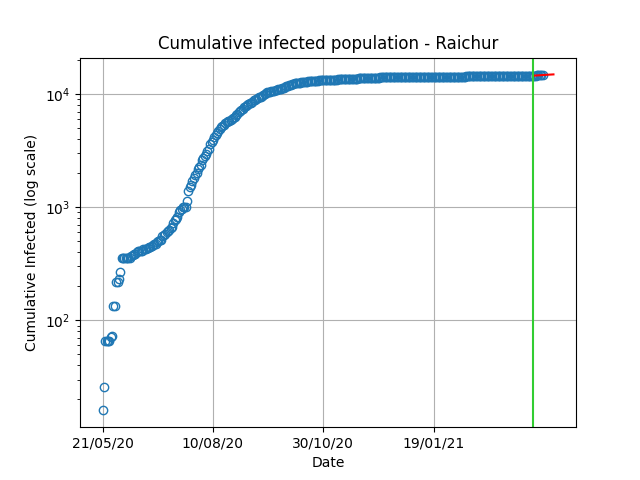 Cumulative infected population - Raichur
Cumulative Infected (log scale)
10⁴
10³
10²
21/05/20
10/08/20
30/10/20
19/01/21
Date